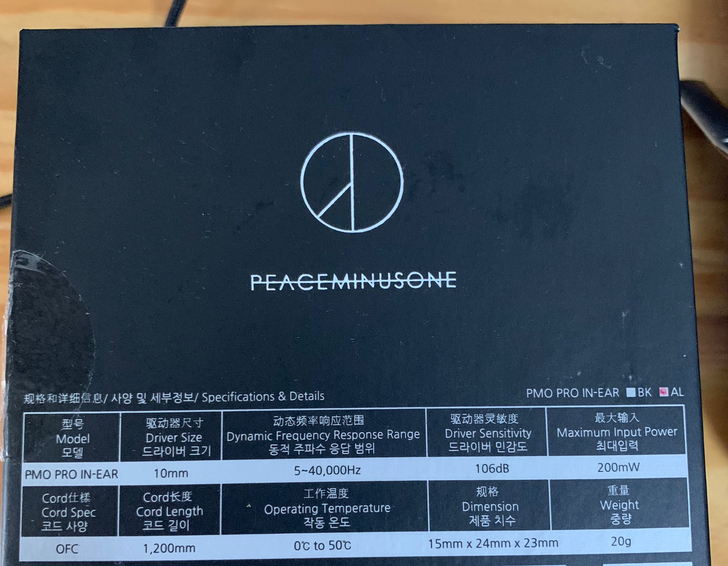 PEACEMINUSONE
规格和详细信息/ 사양 및 세부정보/ Specifications & Details
PMO PRO IN-EAR BK AL
型号 驱动器尺寸 动态频率响应范围 驱动器灵敏度 最大输入
Model Driver Size Dynamic Frequency Response Range Driver Sensitivity Maximum Input Power
모델 드라이버 크기 동적 주파수 응답 범위 드라이버 민감도 최대입력
PMO PRO IN-EAR 10mm 5~40,000Hz 106dB 200mW
Cord仕樣 Cord长度 工作温度 规格 重量
Cord Spec Cord Length Operating Temperature Dimension Weight
코드 사양 코드 길이 작동 온도 제품 치수 중량
OFC 1,200mm 0℃ to 50℃ 15mm x 24mm x 23mm 20g